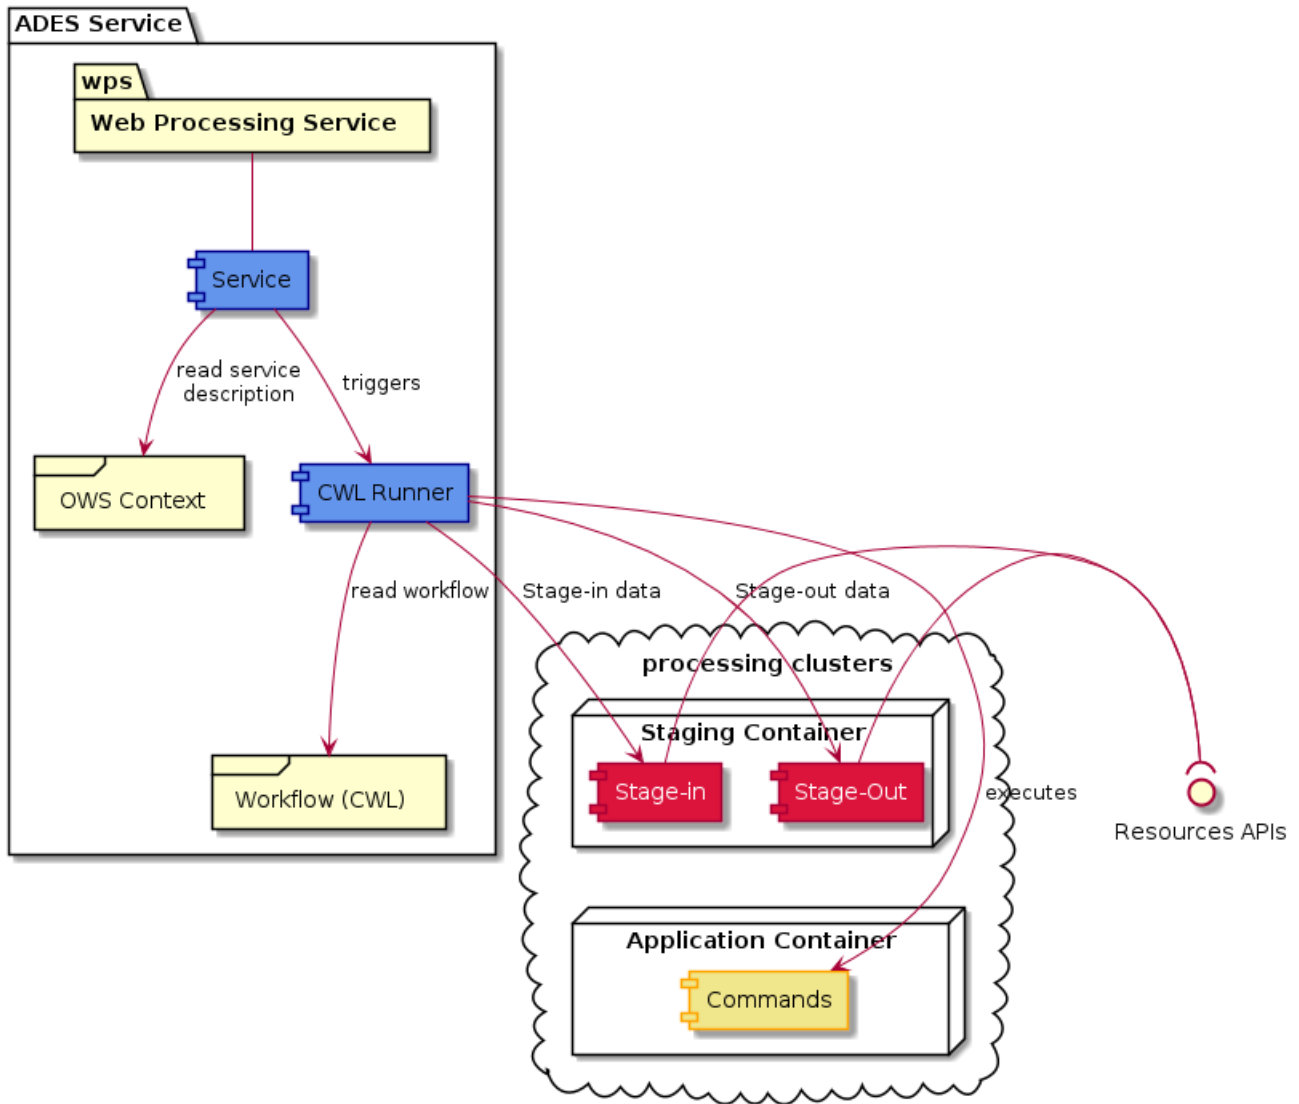 ADES Service
wps
Web Processing Service
Service
read service
description
triggers
OWS Context
CWL Runner
read workflow
Stage-in data
Stage-out data
processing clusters
Staging Container
Workflow (CWL)
Stage-in
Stage-Out
executes
Resources APIs
Application Container
Commands